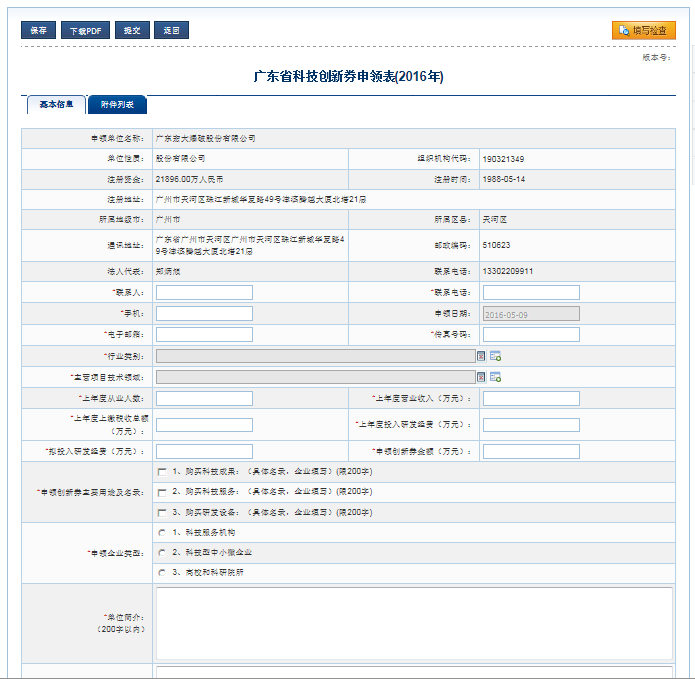 保存 下载PDF 提交 返回 填写检查
版本号:
广东省科技创新券申领表(2016年)
基本信息 附件列表
申领单位名称: 广东宏大爆破股份有限公司
单位性质: 股份有限公司 组织机构代码: 190321349
注册资金: 21896.00万人民币 注册时间: 1988-05-14
注册地址: 广州市天河区珠江新城华夏路49号津滨腾越大厦北塔21层
所属地级市: 广州市 所属区县: 天河区
通讯地址: 广东省广州市天河区广州市天河区珠江新城华夏路4
9号津滨腾越大厦北塔21层 邮政编码: 510623
法人代表: 郑炳旭 联系电话: 13302209911
*联系人: *联系电话:
*手机: 申领日期: 2016-05-09
*电子邮箱: *传真号码:
*行业类别:
*主营项目技术领域:
*上年度从业人数: *上年度营业收入(万元):
*上年度上缴税收总额
(万元): *上年度投入研发经费(万元):
*拟投入研发经费(万元): *申领创新券金额(万元):
*申领创新券主要用途及名录:
1、购买科技成果:(具体名录,企业填写)(限200字)
2、购买科技服务:(具体名录,企业填写)(限200字)
3、购买研发设备:(具体名录,企业填写)(限200字)
*申领企业类型:
1、科技服务机构
2、科技型中小微企业
3、高校和科研院所
*单位简介:
(200字以内)